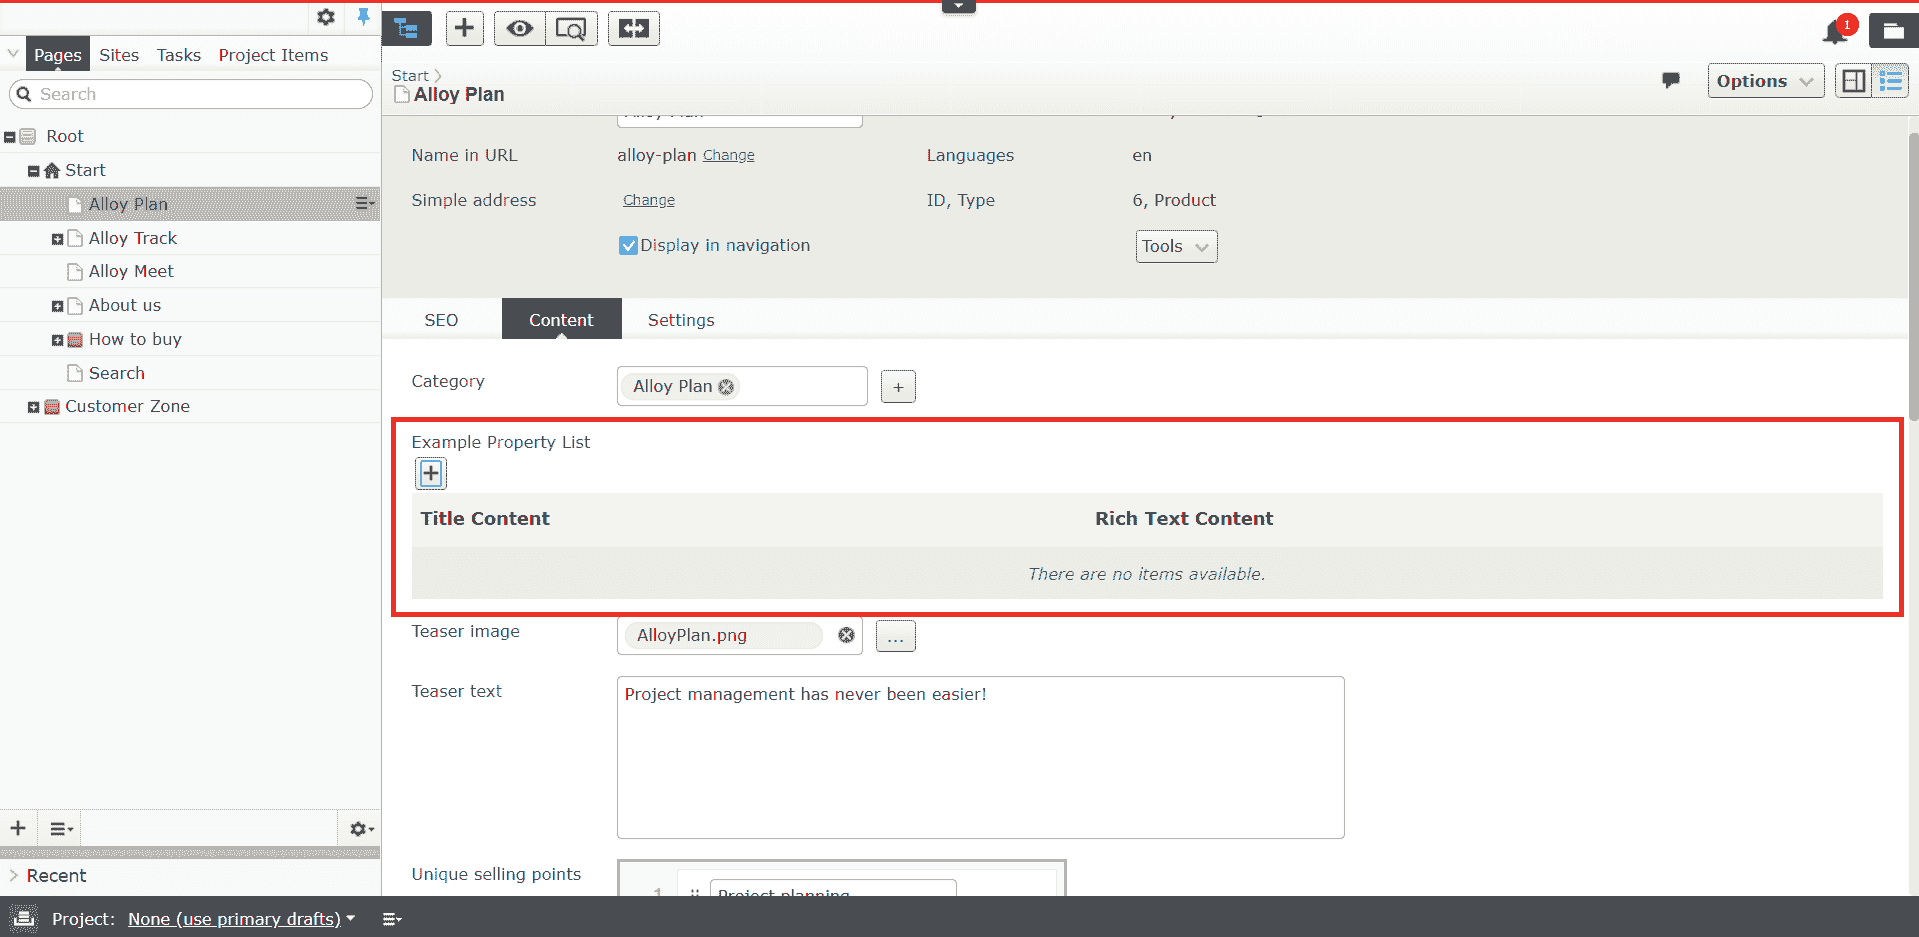 1
Pages Sites Tasks Project Items
Search
Root
Start
Alloy Plan
Alloy Track
Alloy Meet
About us
How to buy
Search
Customer Zone
Recent
Start
Alloy Plan
Options
Alloy Plan
Name in URL alloy-plan Change Languages en
Simple address Change ID, Type 6, Product
Display in navigation Tools
SEO Content Settings
Category Alloy Plan +
Example Property List
Title Content Rich Text Content
There are no items available.
Teaser image AlloyPlan.png ...
Teaser text Project management has never been easier!
Unique selling points 1 Project planning
Project: None (use primary drafts)